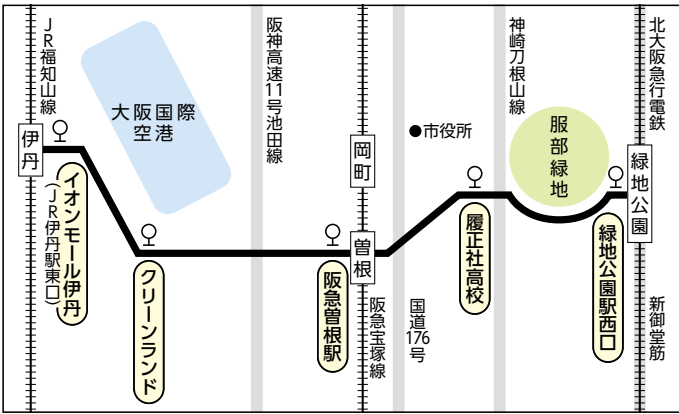 JR福知山線
伊丹
イオンモール伊丹
(JR伊丹駅東口)
大阪国際
空港
クリーンランド
阪神高速11号池田線
阪急曽根駅
岡町
曽根
阪急宝塚線
●市役所
国道176号
履正社高校
神崎刀根山線
服部緑地
緑地公園駅西口
北大阪急行電鉄
緑地公園
新御堂筋